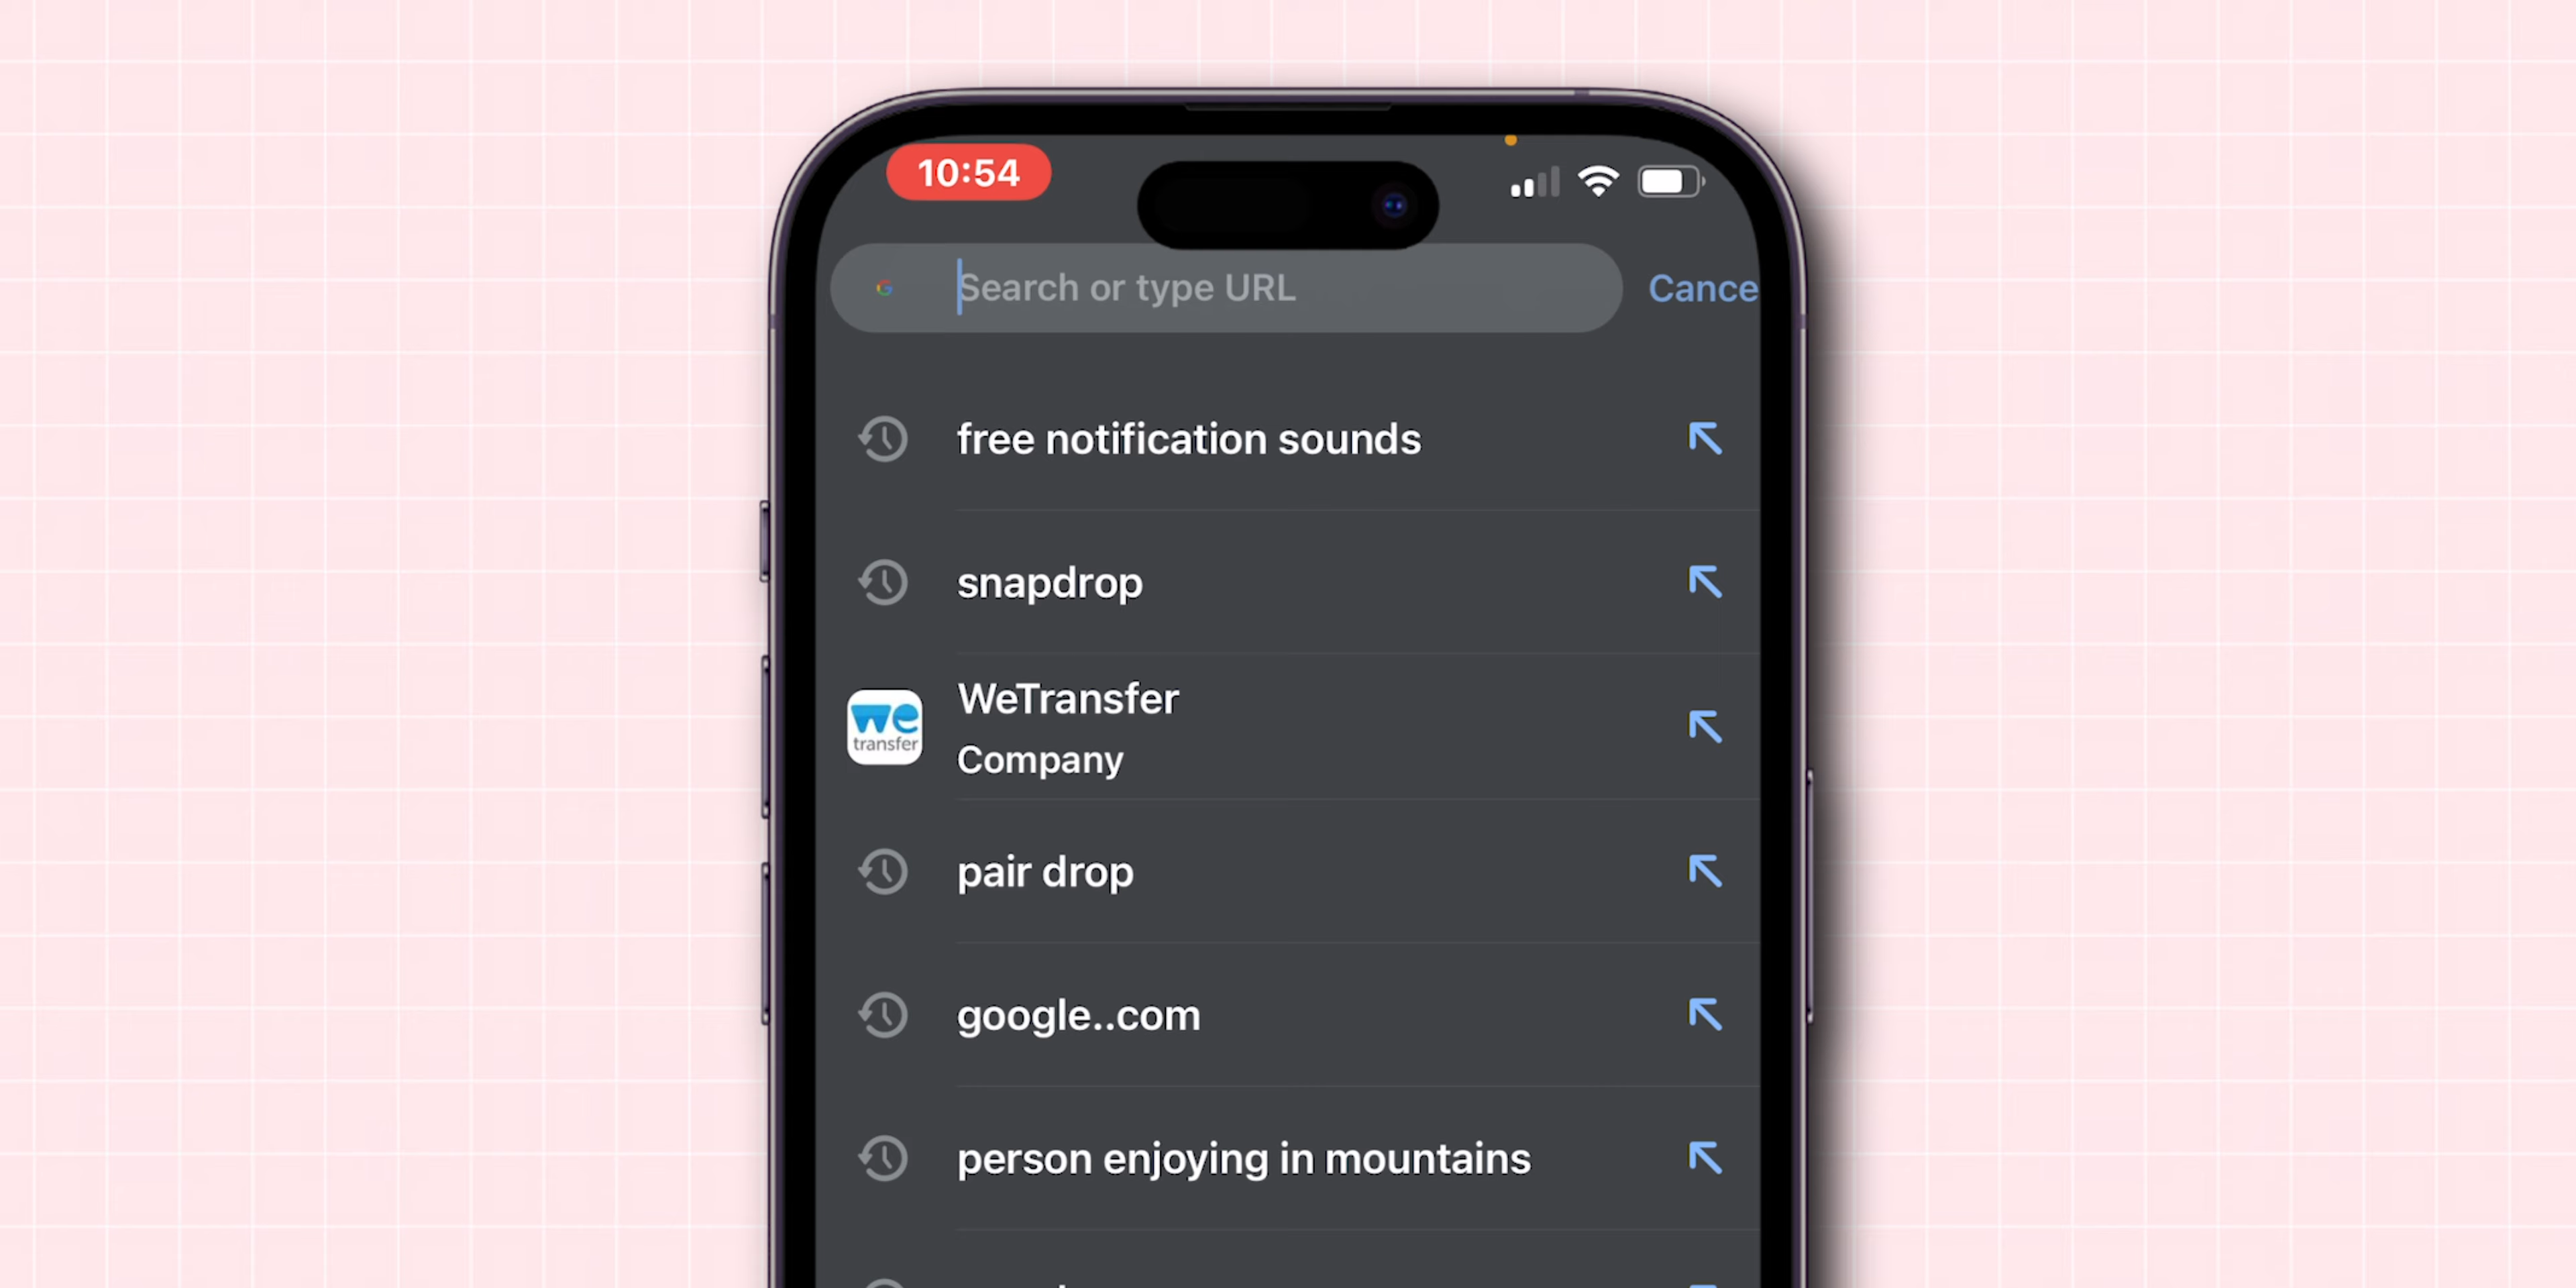 10:54
Search or type URL
Cance
free notification sounds
snapdrop
we
transfer
WeTransfer
Company
pair drop
google..com
person enjoying in mountains